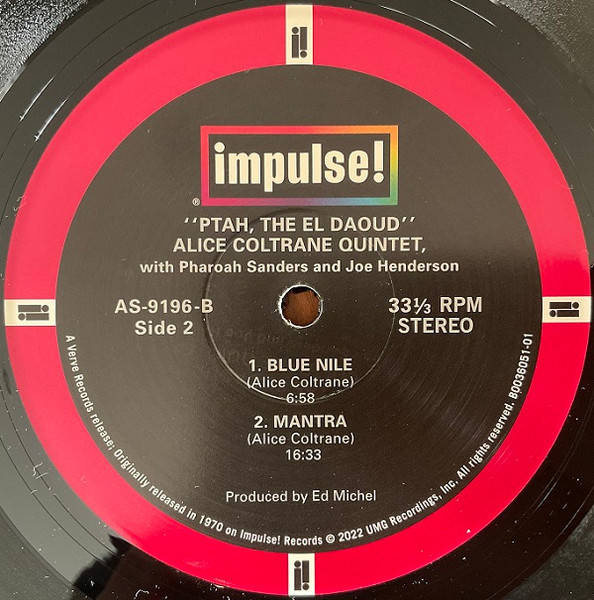 i!
impulse!
®
‘‘PTAH, THE EL DAOUD’’
ALICE COLTRANE QUINTET,
with Pharoah Sanders and Joe Henderson
AS-9196-B
Side 2
33⅓ RPM
STEREO
i!
i!
1. BLUE NILE
(Alice Coltrane)
6:58
2. MANTRA
(Alice Coltrane)
16:33
Produced by Ed Michel
A Verve Records release; Originally released in 1970 on Impulse! Records © 2022 UMG Recordings, Inc. All rights reserved. B0036051-01
i!